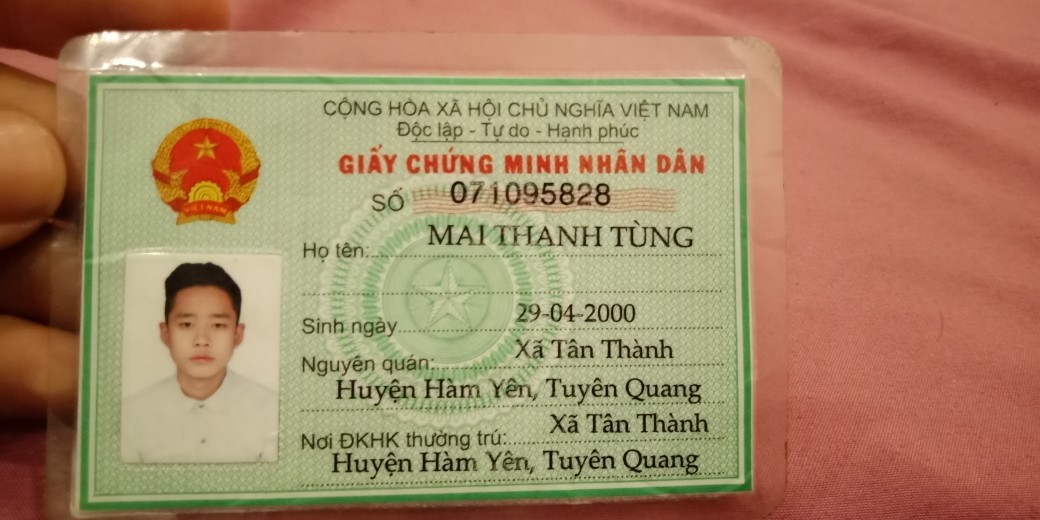 CỘNG HÒA XÃ HỘI CHỦ NGHĨA VIỆT NAM
Độc lập - Tự do - Hạnh phúc
GIẤY CHỨNG MINH NHÂN DÂN
SỐ 071095828
Họ tên: MAI THANH TÙNG
Sinh ngày 29-04-2000
Nguyên quán: Xã Tân Thành
Huyện Hàm Yên, Tuyên Quang
Nơi ĐKHK thường trú: Xã Tân Thành
Huyện Hàm Yên, Tuyên Quang
VIỆT NAM